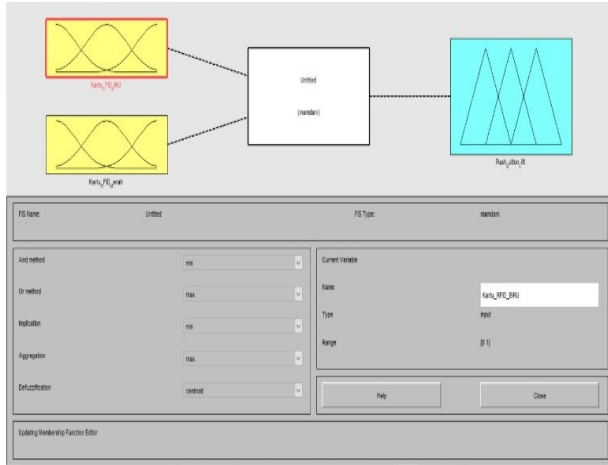 Untitled
(mamdani)
Kartu_RFID_BIRU
Kartu_RFID_Merah
Push_Button_Lift
FIS Name: Untitled FIS Type: mamdani
And method min
Or method max
Implication min
Aggregation max
Defuzzification centroid
Current Variable
Name Kartu_RFID_BIRU
Type input
Range [0 1]
Help Close
Updating Membership Function Editor